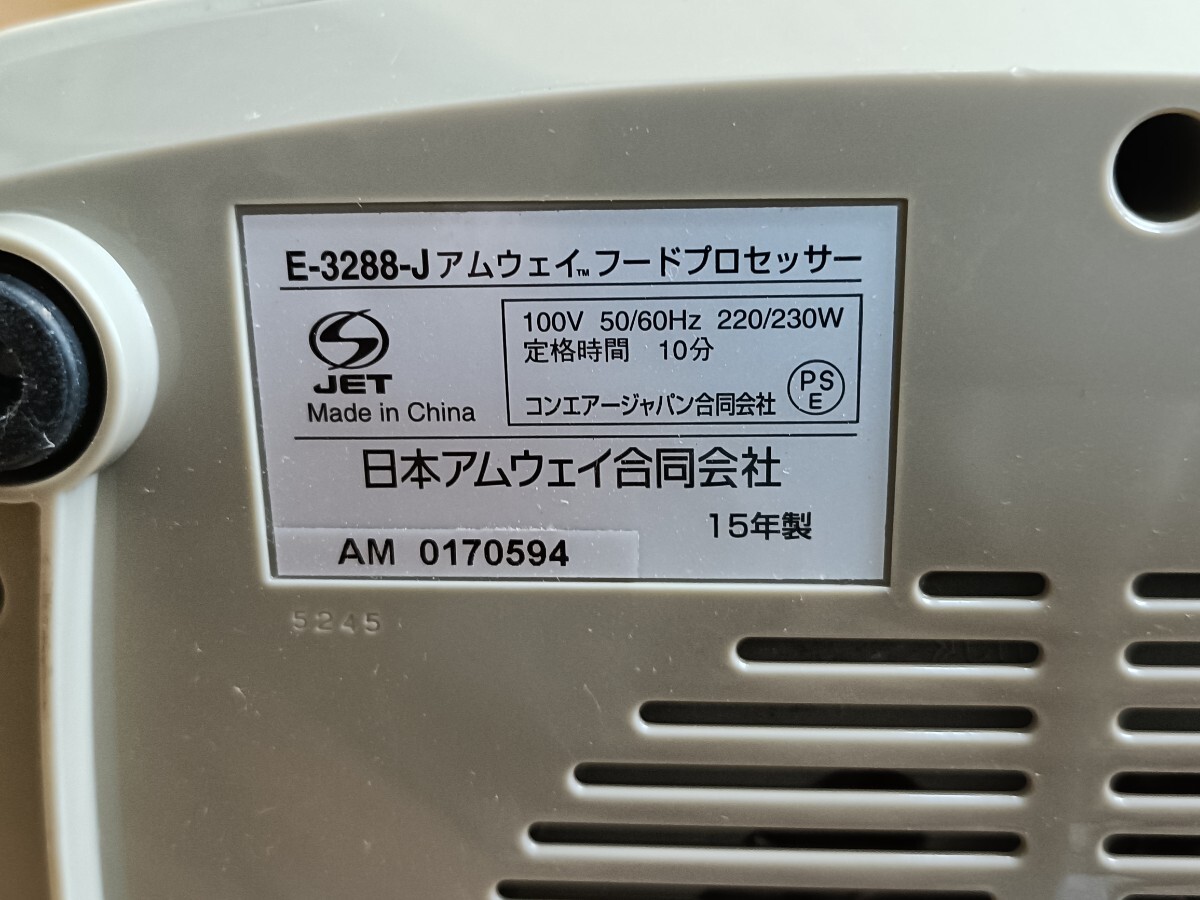 E-3288-J アムウェイ™ フードプロセッサー
JET
Made in China
100V 50/60Hz 220/230W
定格時間 10分
コンエアージャパン合同会社
PS
E
日本アムウェイ合同会社
15年製
AM 0170594
5245